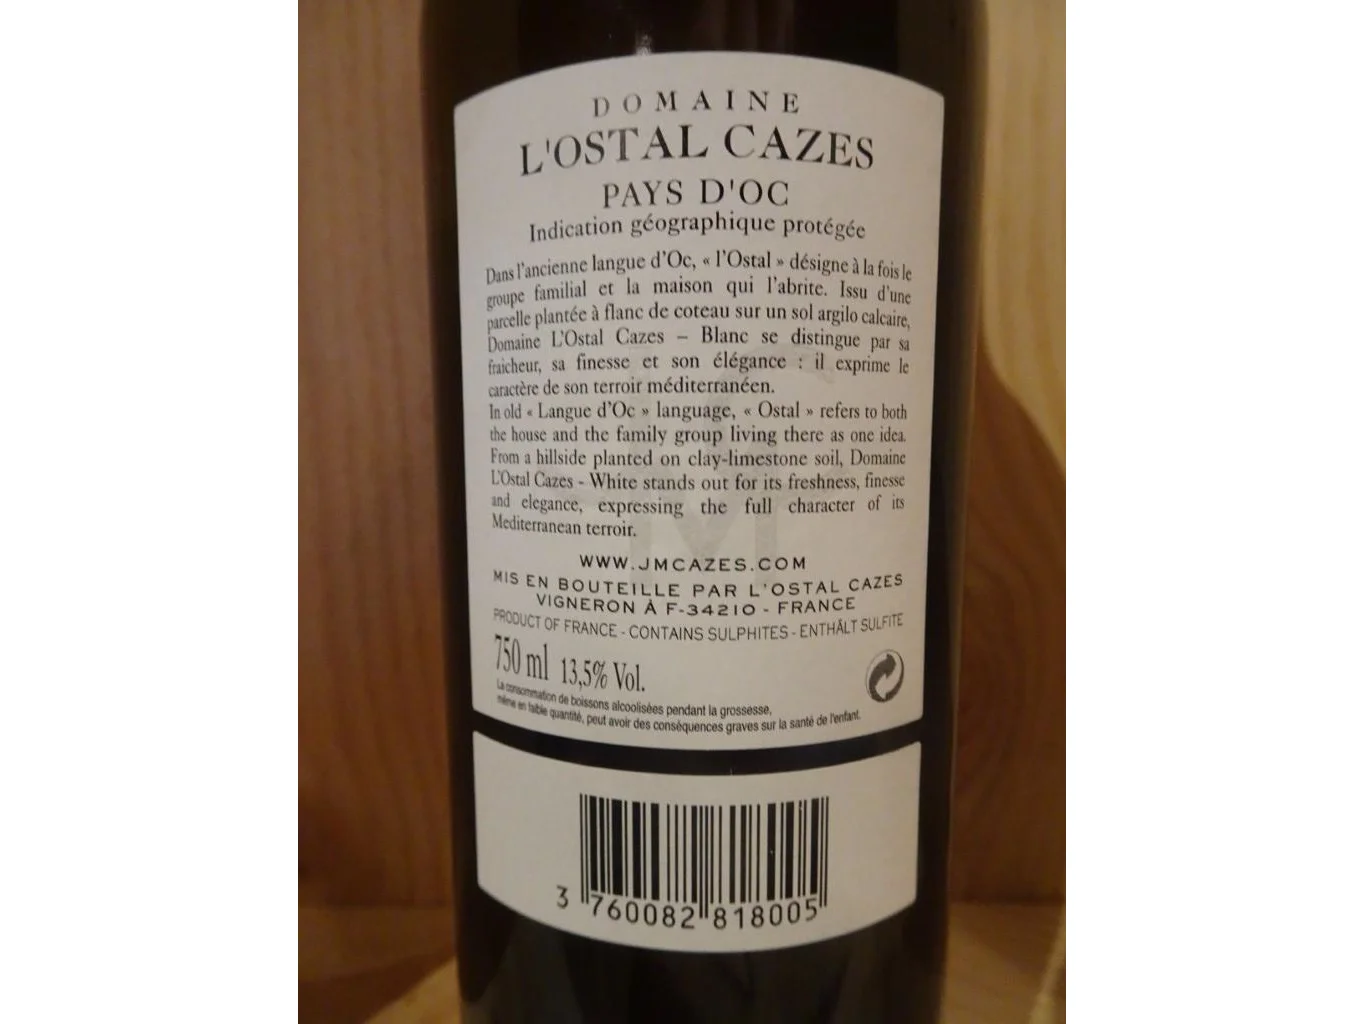 DOMAINE
L'OSTAL CAZES
PAYS D'OC
Indication géographique protégée
Dans l'ancienne langue d'Oc, « l'Ostal » désigne à la fois le
groupe familial et la maison qui l'abrite. Issu d'une
parcelle plantée à flanc de coteau sur un sol argilo calcaire,
Domaine L'Ostal Cazes – Blanc se distingue par sa
fraicheur, sa finesse et son élégance : il exprime le
caractère de son terroir méditerranéen.
In old « Langue d'Oc » language, « Ostal » refers to both
the house and the family group living there as one idea.
From a hillside planted on clay-limestone soil, Domaine
L'Ostal Cazes - White stands out for its freshness, finesse
and elegance, expressing the full character of its
Mediterranean terroir.
WWW.JMCAZES.COM
MIS EN BOUTEILLE PAR L'OSTAL CAZES
VIGNERON À F-34210 - FRANCE
PRODUCT OF FRANCE - CONTAINS SULPHITES - ENTHÄLT SULFITE
750 ml 13,5% Vol.
La consommation de boissons alcoolisées pendant la grossesse,
même en faible quantité, peut avoir des conséquences graves sur la santé de l'enfant.
3 760082 818005